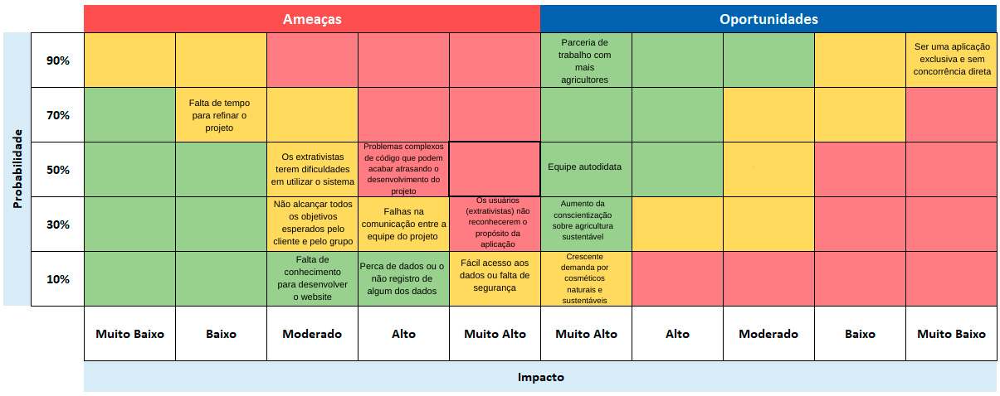 Ameaças
Oportunidades
Probabilidade
90%
Parceria de
trabalho com
mais
agricultores
Ser uma aplicação
exclusiva e sem
concorrência direta
70%
Falta de tempo
para refinar o
projeto
50%
Os extrativistas
terem dificuldades
em utilizar o sistema
Problemas complexos
de código que podem
acabar atrasando o
desenvolvimento do
projeto
Equipe autodidata
30%
Não alcançar todos
os objetivos
esperados pelo
cliente e pelo grupo
Falhas na
comunicação entre a
equipe do projeto
Os usuários
(extrativistas) não
reconhecerem o
propósito da
aplicação
Aumento da
conscientização
sobre agricultura
sustentável
10%
Falta de
conhecimento
para desenvolver
o website
Perca de dados ou o
não registro de
algum dos dados
Fácil acesso aos
dados ou falta de
segurança
Crescente
demanda por
cosméticos
naturais e
sustentáveis
Muito Baixo
Baixo
Moderado
Alto
Muito Alto
Muito Alto
Alto
Moderado
Baixo
Muito Baixo
Impacto